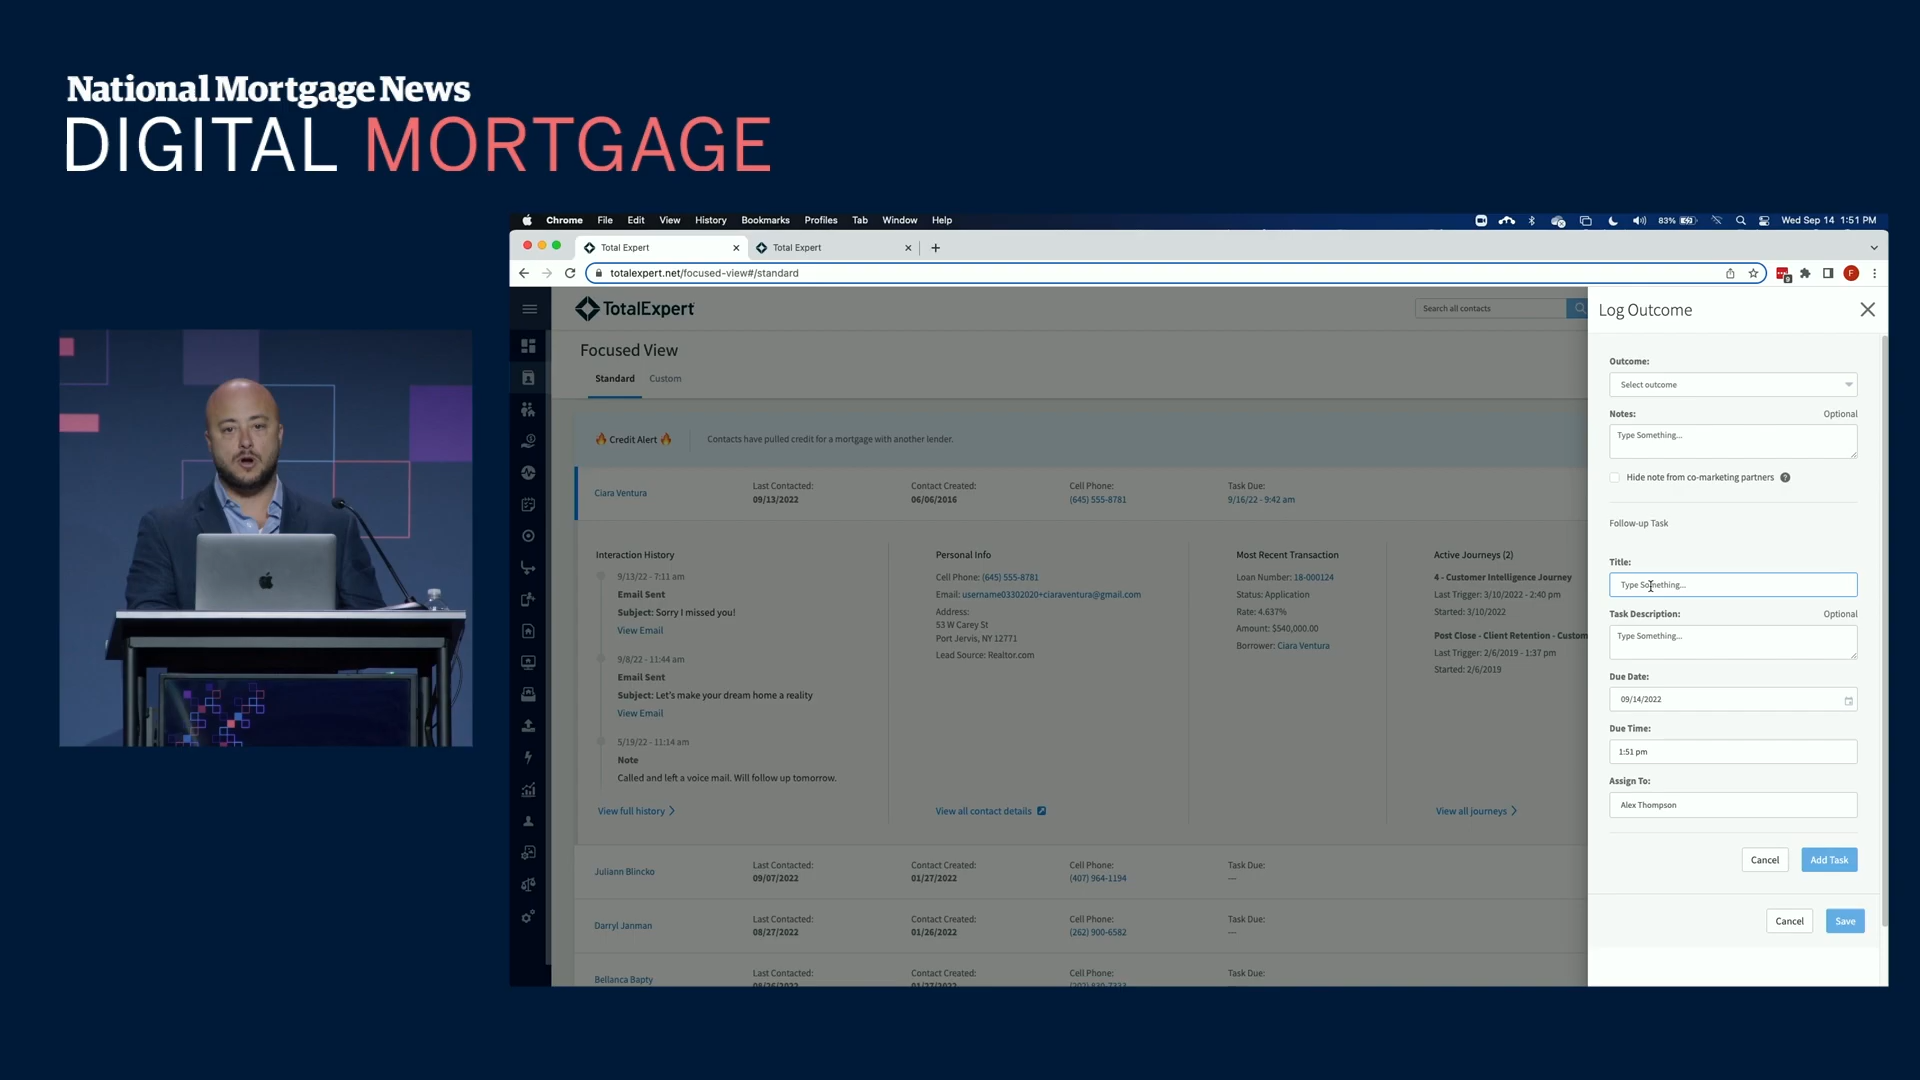 National Mortgage News
DIGITAL MORTGAGE
Chrome File Edit View History Bookmarks Profiles Tab Window Help
83% Wed Sep 14 1:51 PM
Total Expert
Total Expert
totalexpert.net/focused-view#/standard
F
TotalExpert
Search all contacts
Focused View
Standard Custom
Credit Alert
Contacts have pulled credit for a mortgage with another lender.
Ciara Ventura
Last Contacted:
09/13/2022
Contact Created:
06/06/2016
Cell Phone:
(645) 555-8781
Task Due:
9/16/22 - 9:42 am
Interaction History
9/13/22 - 7:11 am
Email Sent
Subject: Sorry I missed you!
View Email
9/8/22 - 11:44 am
Email Sent
Subject: Let's make your dream home a reality
View Email
5/19/22 - 11:14 am
Note
Called and left a voice mail. Will follow up tomorrow.
View full history
Personal Info
Cell Phone: (645) 555-8781
Email: username03302020+ciaraventura@gmail.com
Address:
53 W Carey St
Port Jervis, NY 12771
Lead Source: Realtor.com
View all contact details
Most Recent Transaction
Loan Number: 18-000124
Status: Application
Rate: 4.637%
Amount: $540,000.00
Borrower: Ciara Ventura
Active Journeys (2)
4 - Customer Intelligence Journey
Last Trigger: 3/10/2022 - 2:40 pm
Started: 3/10/2022
Post Close - Client Retention - Custom
Last Trigger: 2/6/2019 - 1:37 pm
Started: 2/6/2019
View all journeys
Juliann Blincko
Last Contacted:
09/07/2022
Contact Created:
01/27/2022
Cell Phone:
(407) 964-1194
Task Due:
---
Darryl Janman
Last Contacted:
08/27/2022
Contact Created:
01/26/2022
Cell Phone:
(262) 900-6582
Task Due:
---
Bellanca Bapty
Last Contacted:
Contact Created:
Cell Phone:
Task Due:
Log Outcome
Outcome:
Select outcome
Notes: Optional
Type Something...
Hide note from co-marketing partners ?
Follow-up Task
Title:
Type Something...
Task Description: Optional
Type Something...
Due Date:
09/14/2022
Due Time:
1:51 pm
Assign To:
Alex Thompson
Cancel Add Task
Cancel Save